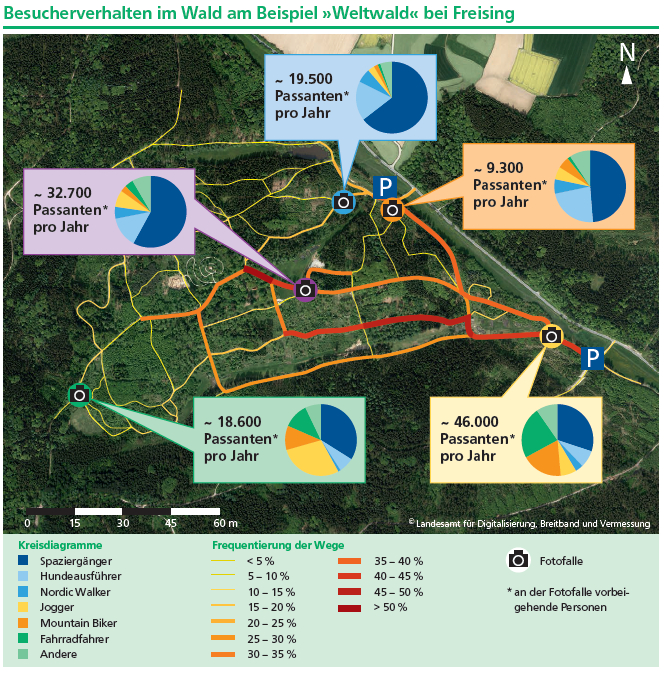 Besucherverhalten im Wald am Beispiel »Weltwald« bei Freising
N
~ 19.500
Passanten*
pro Jahr
P
~ 9.300
Passanten*
pro Jahr
~ 32.700
Passanten*
pro Jahr
P
~ 18.600
Passanten*
pro Jahr
~ 46.000
Passanten*
pro Jahr
0 15 30 45 60 m
© Landesamt für Digitalisierung, Breitband und Vermessung
Kreisdiagramme
Spaziergänger
Hundeausführer
Nordic Walker
Jogger
Mountain Biker
Fahrradfahrer
Andere
Frequentierung der Wege
< 5 %
5 – 10 %
10 – 15 %
15 – 20 %
20 – 25 %
25 – 30 %
30 – 35 %
35 – 40 %
40 – 45 %
45 – 50 %
> 50 %
Fotofalle
* an der Fotofalle vorbei-
gehende Personen